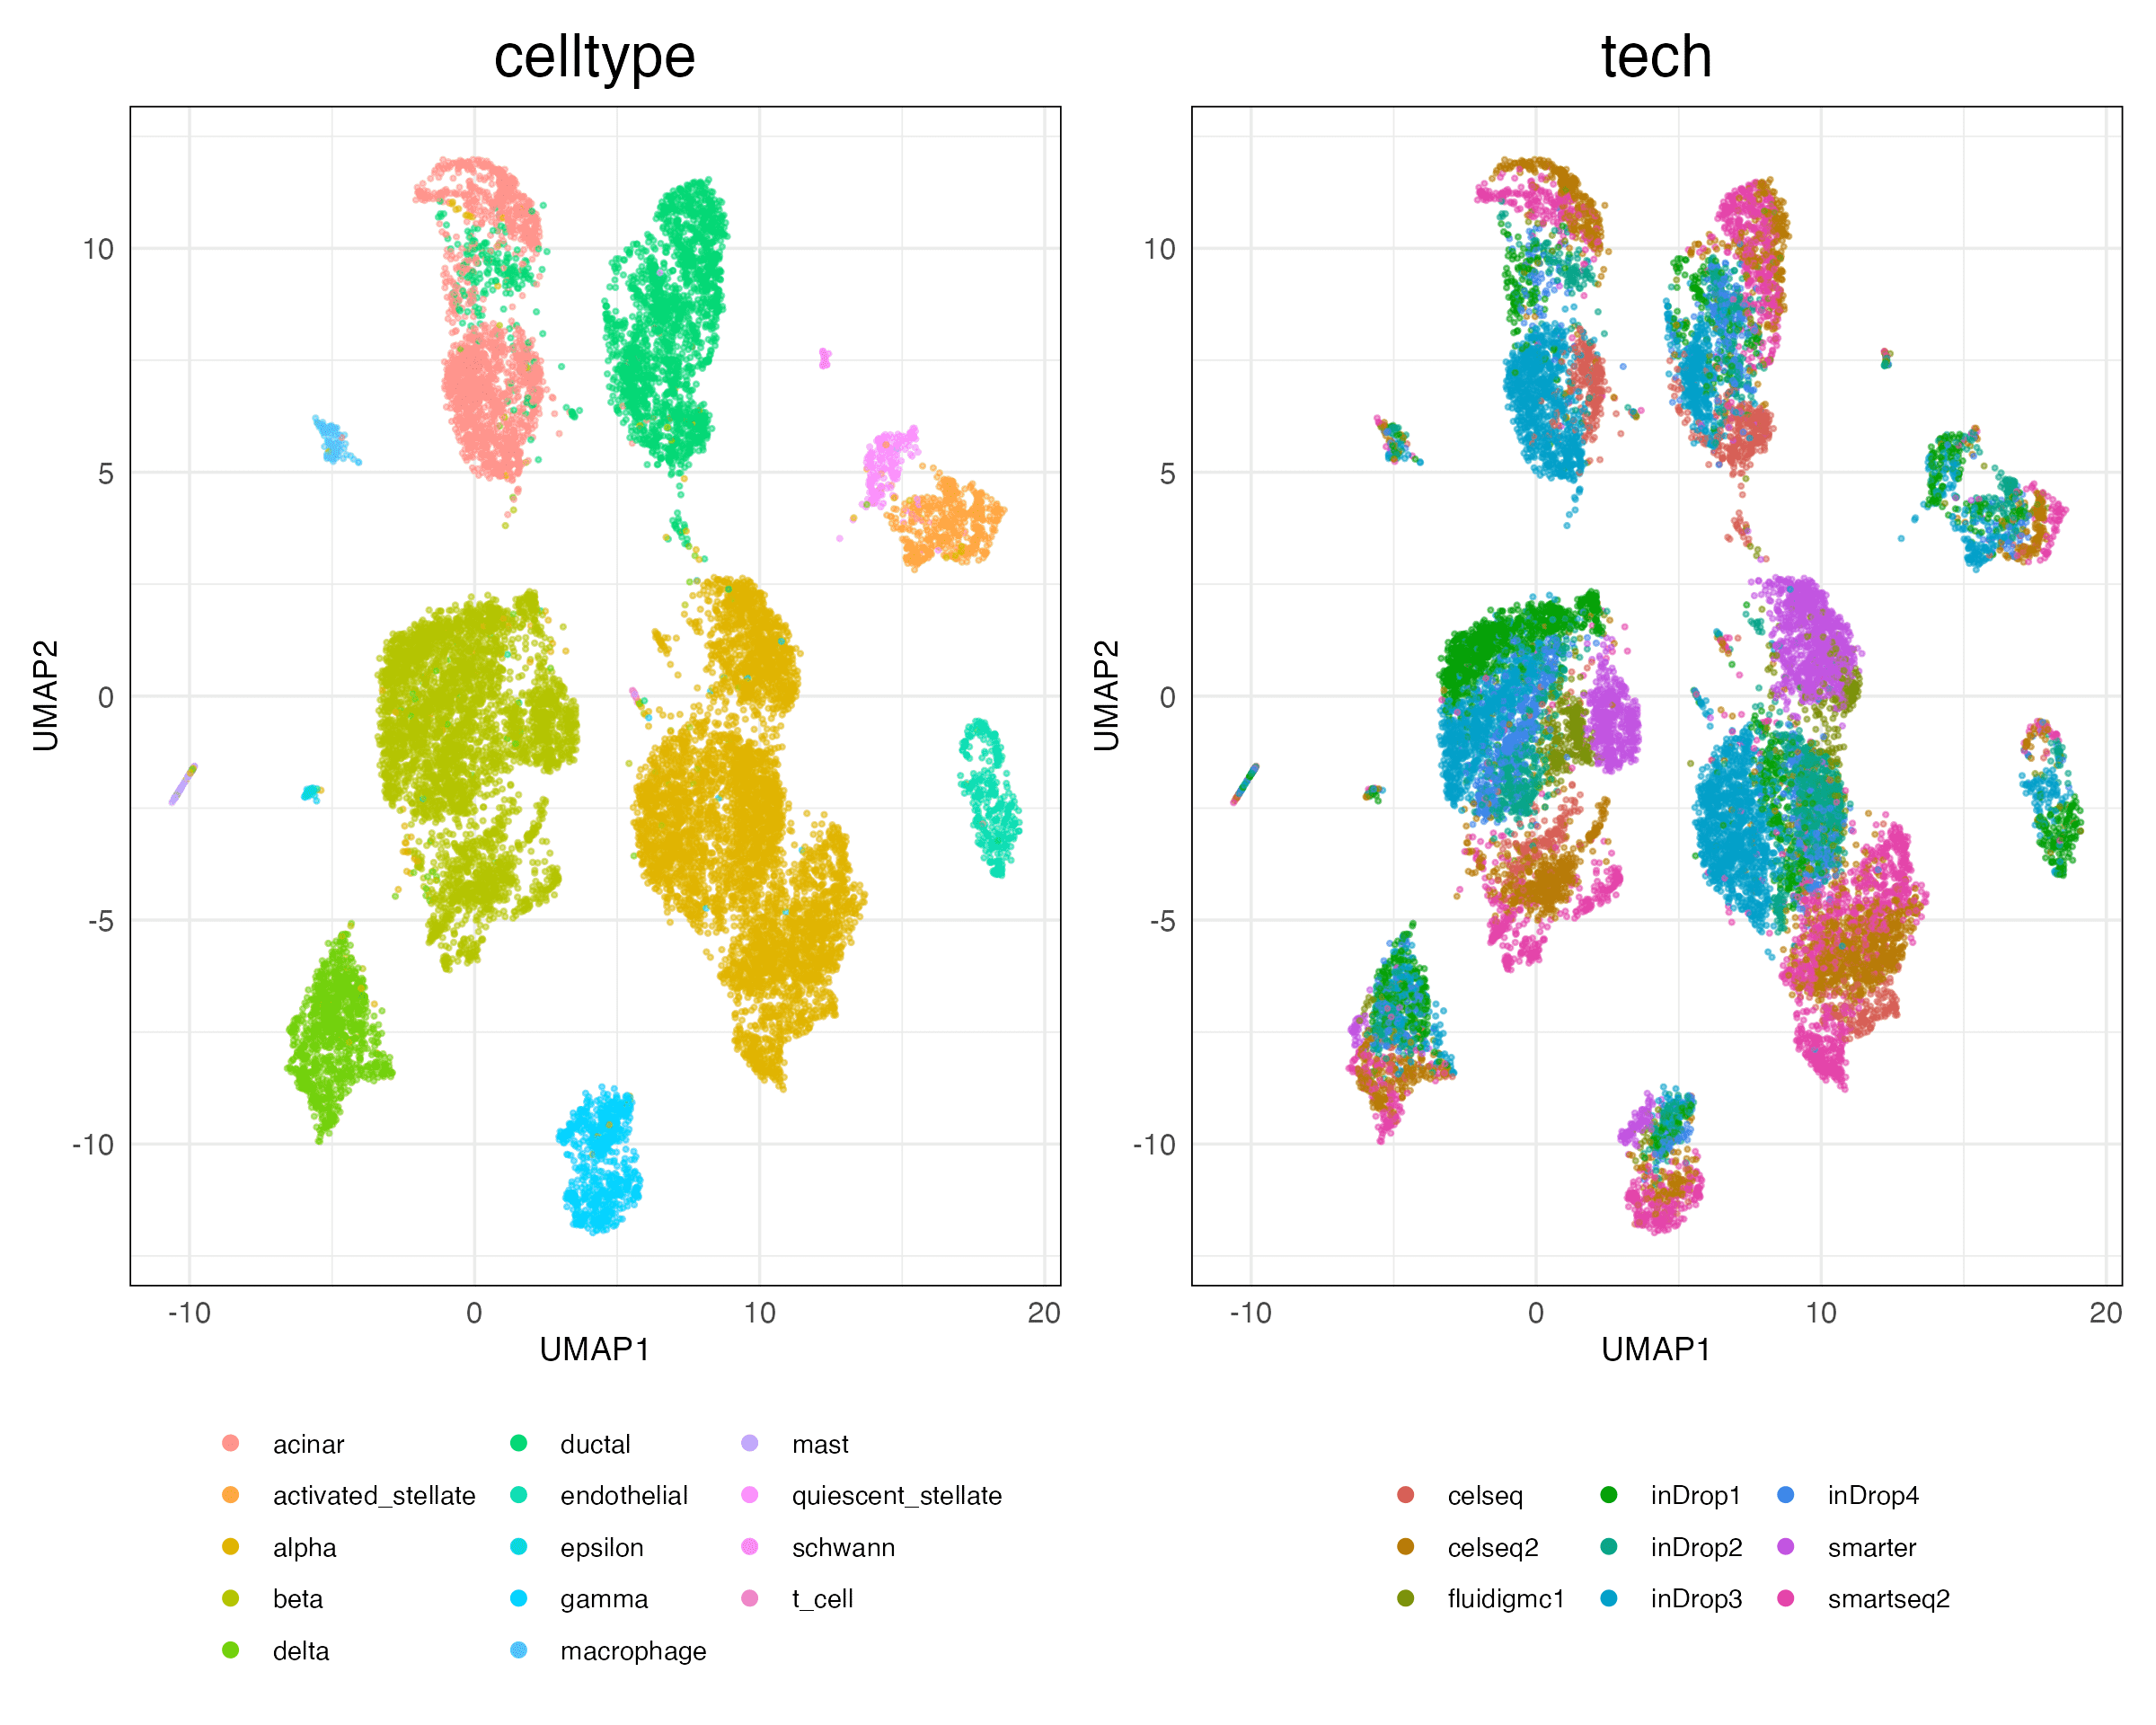 celltype
tech
10
5
0
-5
-10
UMAP2
-10 0 10 20
UMAP1
10
5
0
-5
-10
UMAP2
-10 0 10 20
UMAP1
acinar ductal mast
activated_stellate endothelial quiescent_stellate
alpha epsilon schwann
beta gamma t_cell
delta macrophage
celseq inDrop1 inDrop4
celseq2 inDrop2 smarter
fluidigmc1 inDrop3 smartseq2